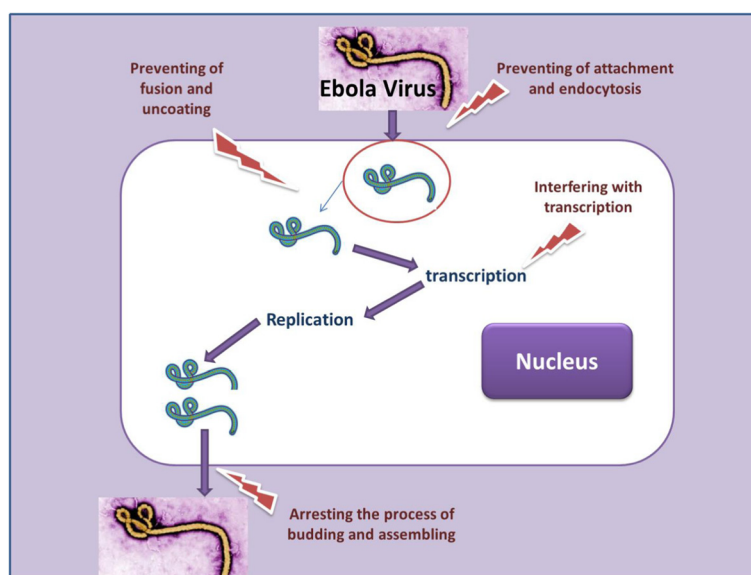 Preventing of
fusion and
uncoating
Ebola Virus
Preventing of attachment
and endocytosis
Interfering with
transcription
transcription
Replication
Nucleus
Arresting the process of
budding and assembling